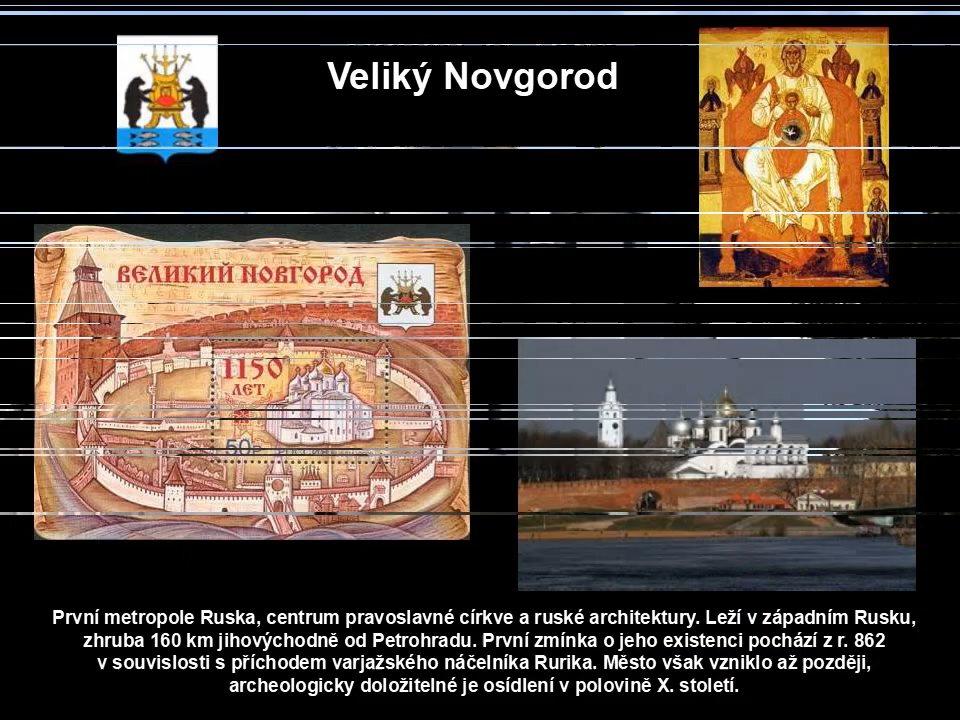 Veliký Novgorod
ВЕЛИКИЙ НОВГОРОД
1150
ЛЕТ
50
První metropole Ruska, centrum pravoslavné církve a ruské architektury. Leží v západním Rusku,
zhruba 160 km jihovýchodně od Petrohradu. První zmínka o jeho existenci pochází z r. 862
v souvislosti s příchodem varjažského náčelníka Rurika. Město však vzniklo až později,
archeologicky doložitelné je osídlení v polovině X. století.